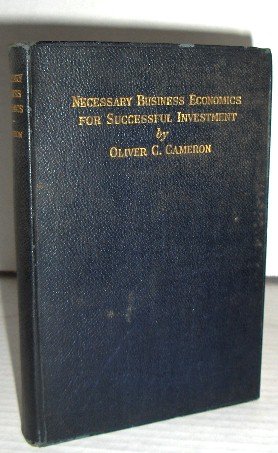 NECESSARY BUSINESS ECONOMICS
FOR SUCCESSFUL INVESTMENT
by
OLIVER C. CAMERON